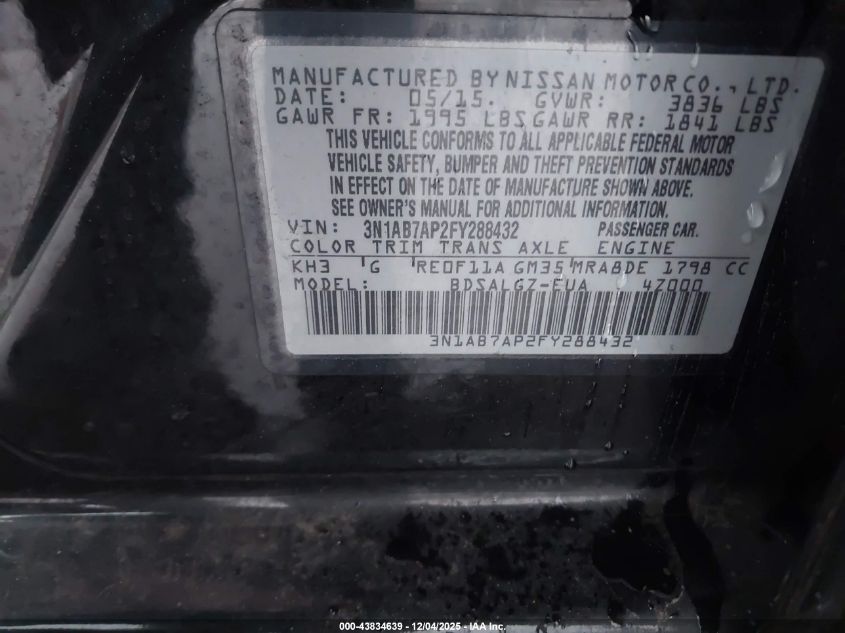 MANUFACTURED BY NISSAN MOTOR CO., LTD.
DATE: 05/15. GVWR: 3836 LBS
GAWR FR: 1995 LBS GAWR RR: 1841 LBS
THIS VEHICLE CONFORMS TO ALL APPLICABLE FEDERAL MOTOR
VEHICLE SAFETY, BUMPER AND THEFT PREVENTION STANDARDS
IN EFFECT ON THE DATE OF MANUFACTURE SHOWN ABOVE.
SEE OWNER'S MANUAL FOR ADDITIONAL INFORMATION.
VIN: 3N1AB7AP2FY288432 PASSENGER CAR.
COLOR TRIM TRANS AXLE ENGINE
KH3 G RE0F11A GM35 MRA8DE 1798 CC
MODEL: BDSALGZ-EUA 4Z000
3N1AB7AP2FY288432
000-43834639 - 12/04/2025 - IAA Inc.